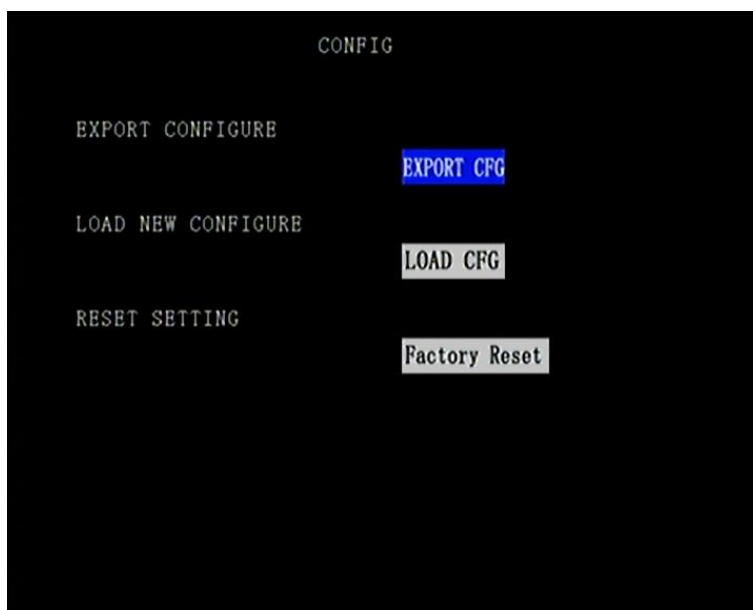 CONFIG
EXPORT CONFIGURE
EXPORT CFG
LOAD NEW CONFIGURE
LOAD CFG
RESET SETTING
Factory Reset